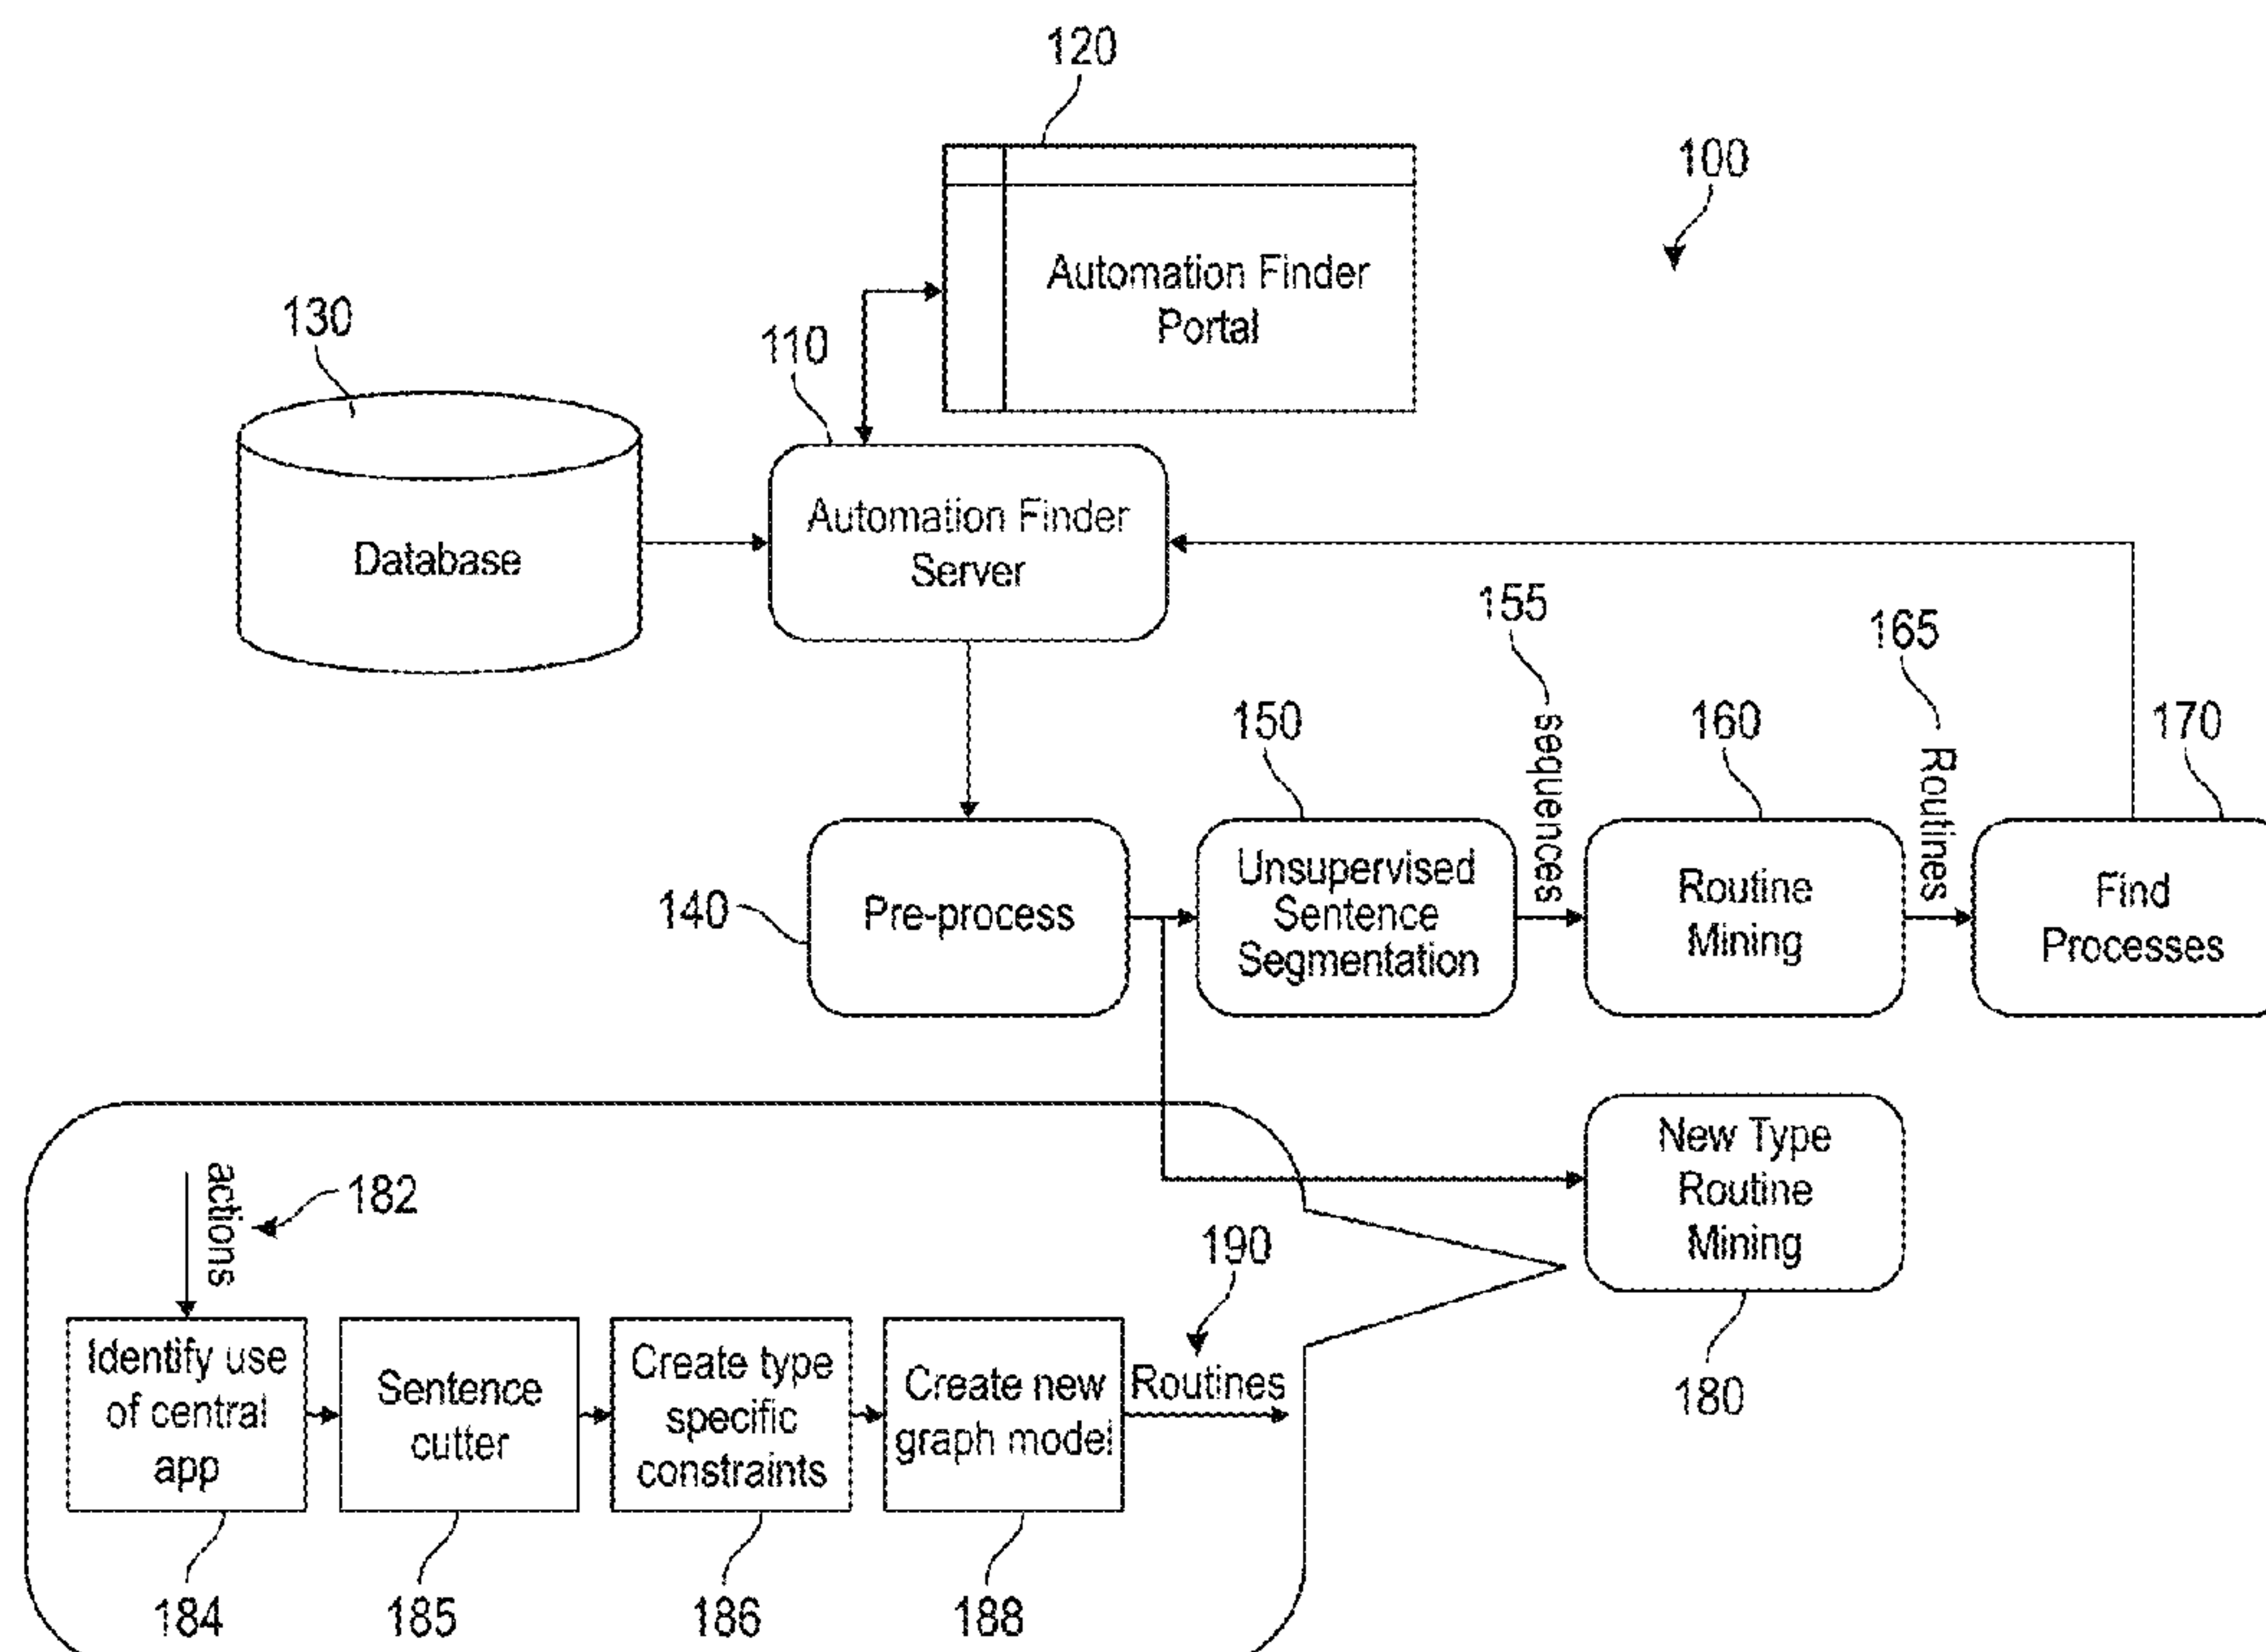 120
100
Automation Finder
Portal
130
110
Automation Finder
Server
Database
155
sequences
165
Routines
150
160
170
140
Pre-process
Unsupervised
Sentence
Segmentation
Routine
Mining
Find
Processes
New Type
Routine
Mining
180
actions
182
190
Identify use
of central
app
Sentence
cutter
Create type
specific
constraints
Create new
graph model
Routines
184
185
186
188